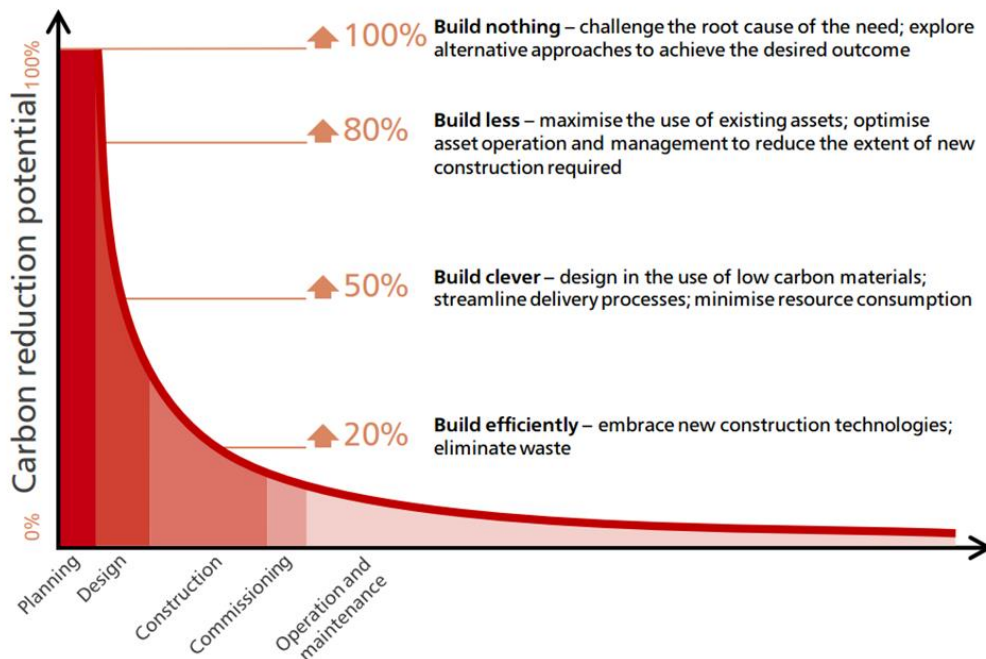 Carbon reduction potential
100%
0%
100%
Build nothing – challenge the root cause of the need; explore
alternative approaches to achieve the desired outcome
80%
Build less – maximise the use of existing assets; optimise
asset operation and management to reduce the extent of new
construction required
50%
Build clever – design in the use of low carbon materials;
streamline delivery processes; minimise resource consumption
20%
Build efficiently – embrace new construction technologies;
eliminate waste
Planning
Design
Construction
Commissioning
Operation and
maintenance